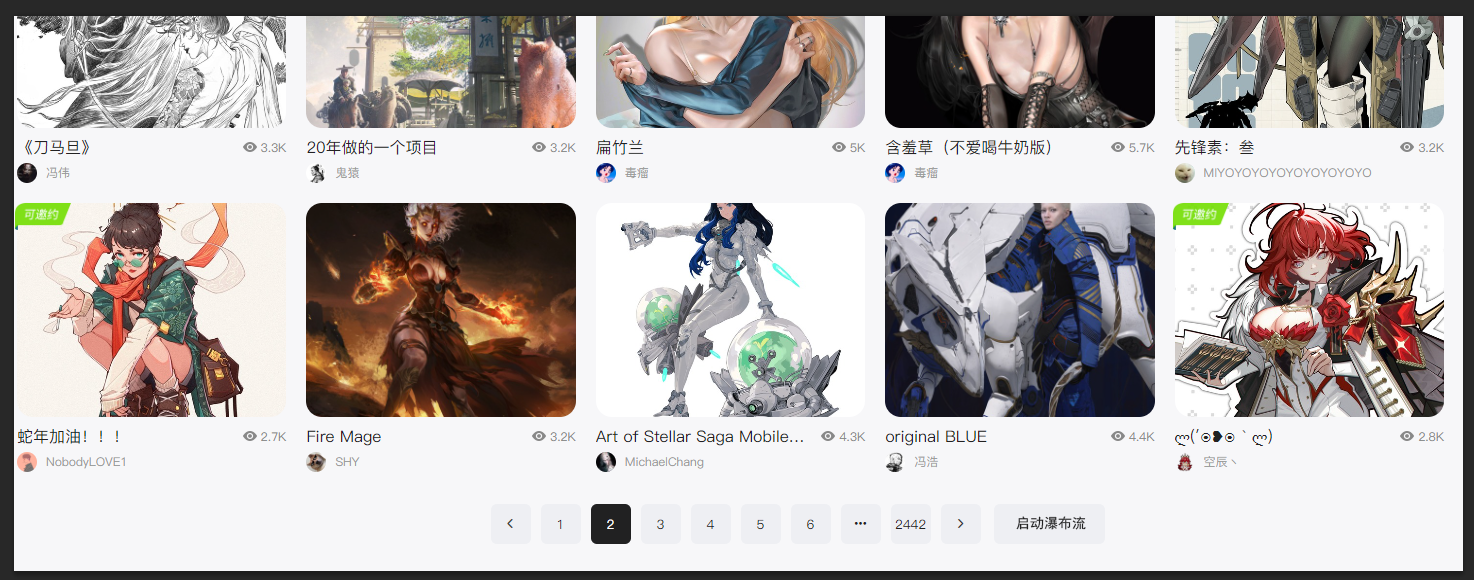 《刀马旦》
3.3K
冯伟
20年做的一个项目
3.2K
鬼猿
扁竹兰
5K
毒瘤
含羞草（不爱喝牛奶版）
5.7K
毒瘤
先锋素：叁
3.2K
MIYOYOYOYOYOYOYOYOYO
可邀约
蛇年加油！！！
2.7K
NobodyLOVE1
Fire Mage
3.2K
SHY
Art of Stellar Saga Mobile...
4.3K
MichaelChang
original BLUE
4.4K
冯浩
可邀约
ლ(′◉❥◉｀ლ)
2.8K
空辰丶
1 2 3 4 5 6 ••• 2442 启动瀑布流